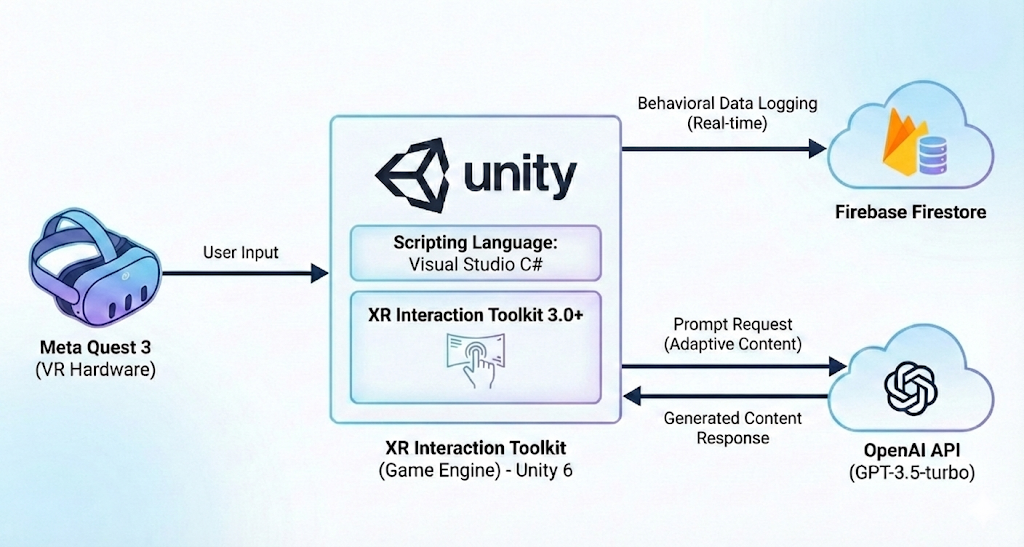 Behavioral Data Logging
(Real-time)
Firebase Firestore
unity
Scripting Language:
Visual Studio C#
User Input
XR Interaction Toolkit 3.0+
Meta Quest 3
(VR Hardware)
Prompt Request
(Adaptive Content)
Generated Content
Response
XR Interaction Toolkit
(Game Engine) - Unity 6
OpenAI API
(GPT-3.5-turbo)